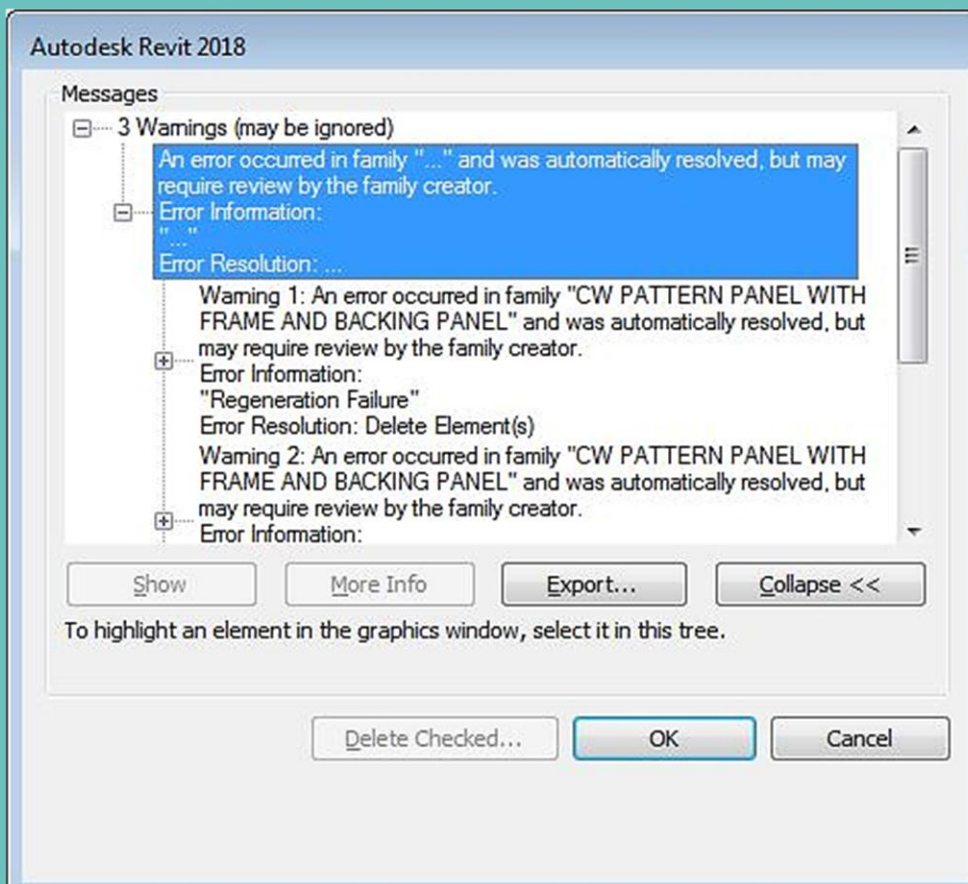 Autodesk Revit 2018
Messages
3 Warnings (may be ignored)
An error occurred in family "..." and was automatically resolved, but may
require review by the family creator.
Error Information:
"..."
Error Resolution: ...
Warning 1: An error occurred in family "CW PATTERN PANEL WITH
FRAME AND BACKING PANEL" and was automatically resolved, but
may require review by the family creator.
Error Information:
"Regeneration Failure"
Error Resolution: Delete Element(s)
Warning 2: An error occurred in family "CW PATTERN PANEL WITH
FRAME AND BACKING PANEL" and was automatically resolved, but
may require review by the family creator.
Error Information:
Show More Info Export... Collapse <<
To highlight an element in the graphics window, select it in this tree.
Delete Checked... OK Cancel